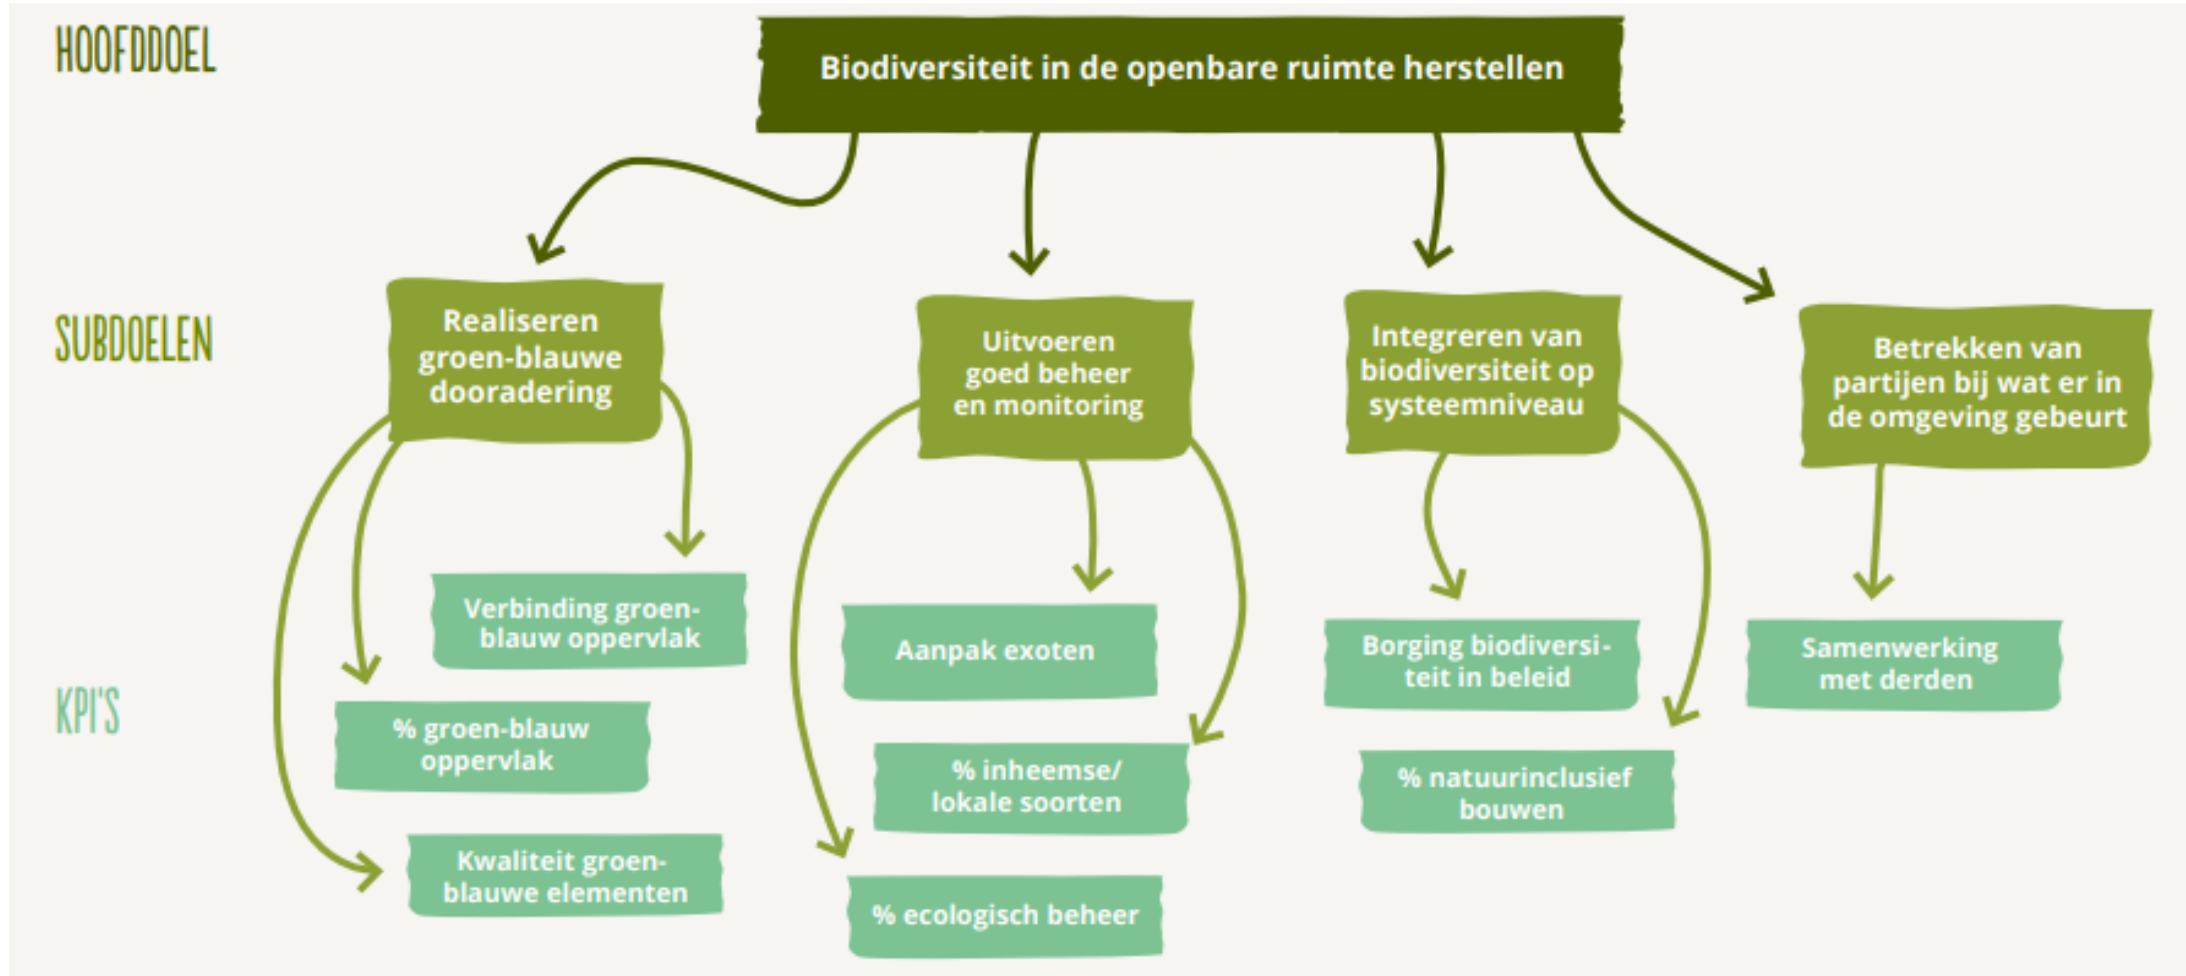 HOOFDDOEL
Biodiversiteit in de openbare ruimte herstellen
SUBDOELEN
Realiseren
groen-blauwe
dooradering
Uitvoeren
goed beheer
en monitoring
Integreren van
biodiversiteit op
systeemniveau
Betrekken van
partijen bij wat er in
de omgeving gebeurt
KPI'S
Verbinding groen-
blauw oppervlak
% groen-blauw
oppervlak
Kwaliteit groen-
blauwe elementen
Aanpak exoten
% inheemse/
lokale soorten
% ecologisch beheer
Borging biodiversi-
teit in beleid
% natuurinclusief
bouwen
Samenwerking
met derden